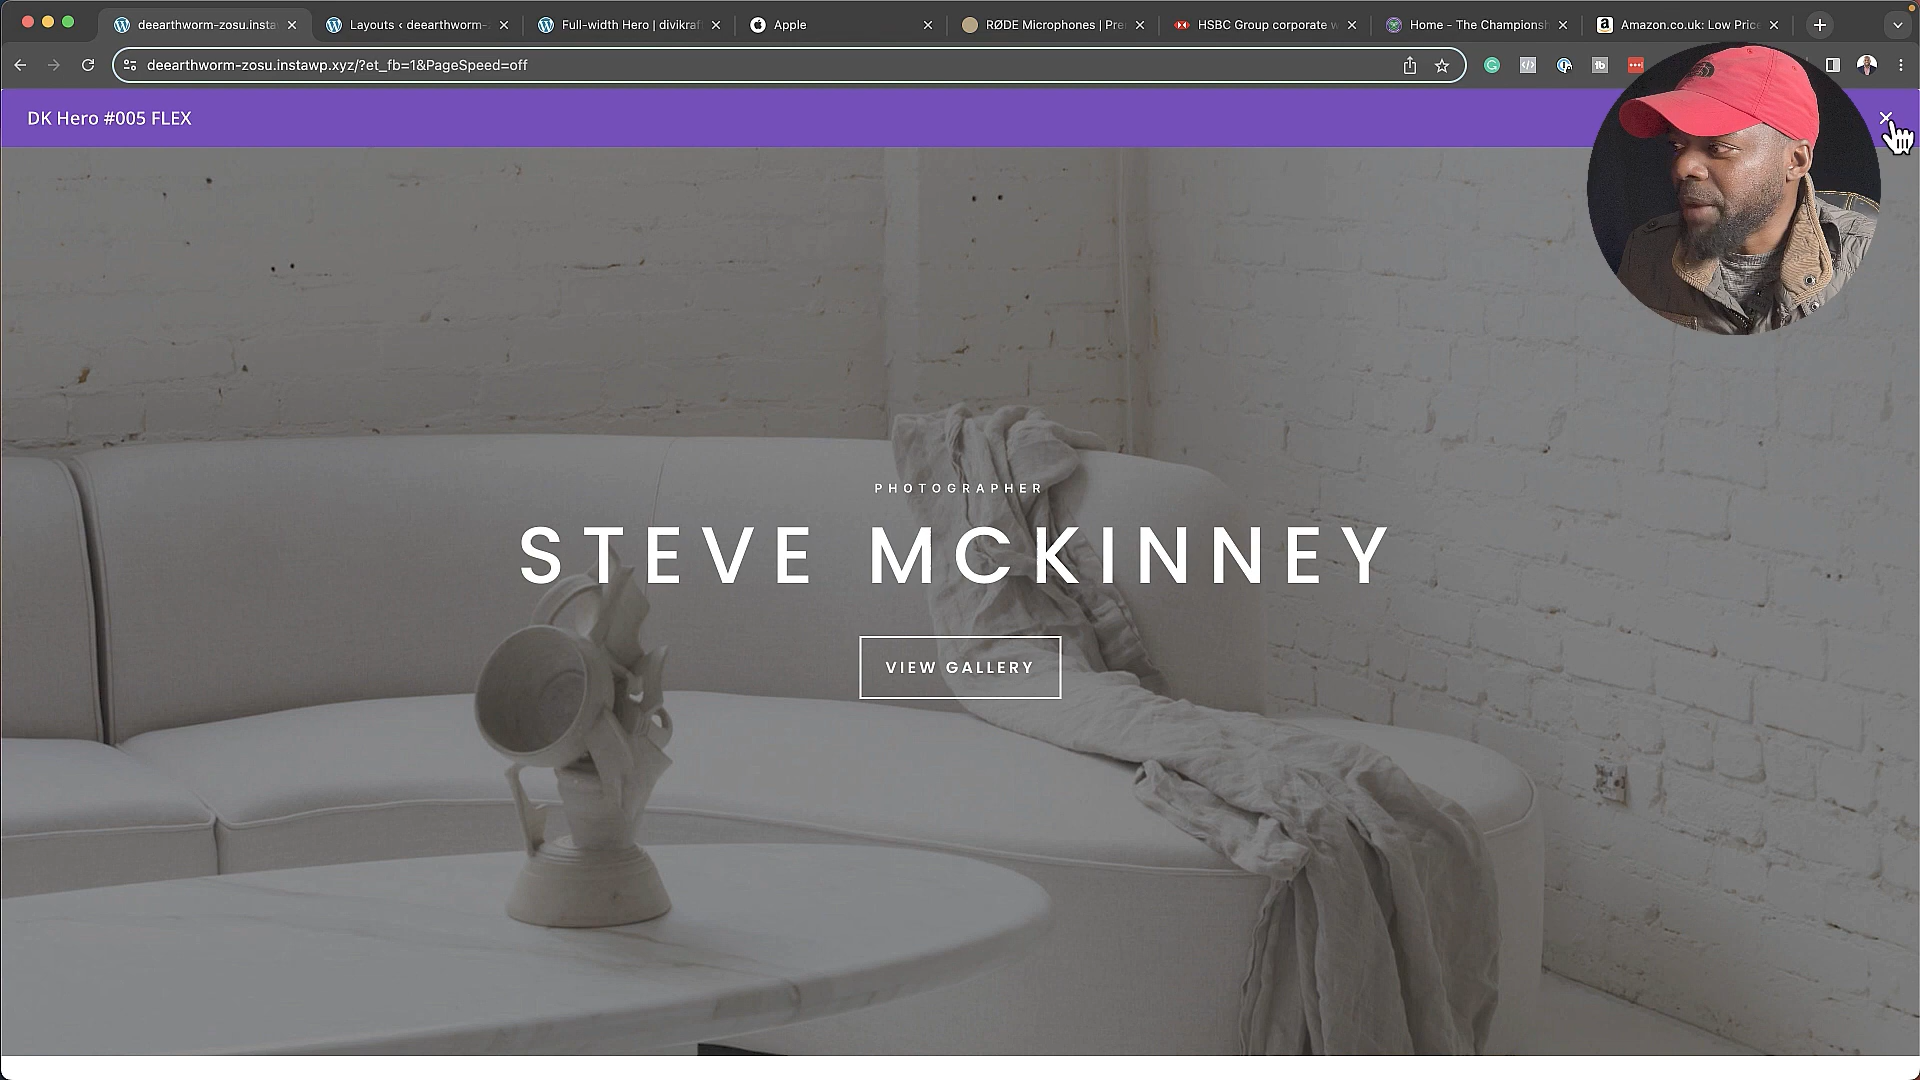 deearthworm-zosu.insta
Layouts ‹ deearthworm-
Full-width Hero | divikraf
Apple
RØDE Microphones | Pre
HSBC Group corporate w
Home - The Champions
Amazon.co.uk: Low Pric
deearthworm-zosu.instawp.xyz/?et_fb=1&PageSpeed=off
DK Hero #005 FLEX
PHOTOGRAPHER
STEVE MCKINNEY
VIEW GALLERY